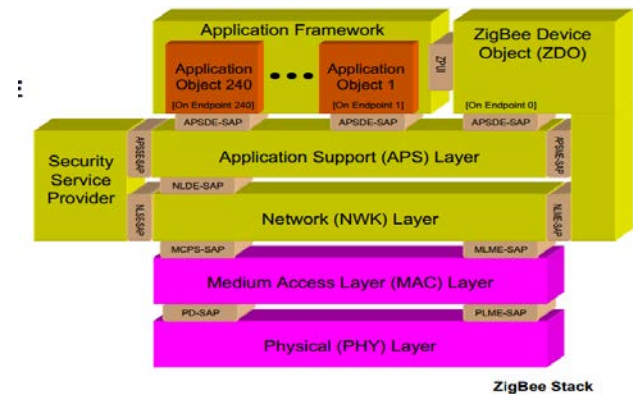 Application Framework
ZigBee Device
Object (ZDO)
ZPUI
Application
Object 240
Application
Object 1
[On Endpoint 240]
[On Endpoint 1]
[On Endpoint 0]
APSDE-SAP
APSDE-SAP
APSDE-SAP
Security
Service
Provider
APSSE-SAP
Application Support (APS) Layer
APSME-SAP
NLDE-SAP
NLSS-SAP
Network (NWK) Layer
NLME-SAP
MCPS-SAP
MLME-SAP
Medium Access Layer (MAC) Layer
PD-SAP
PLME-SAP
Physical (PHY) Layer
ZigBee Stack